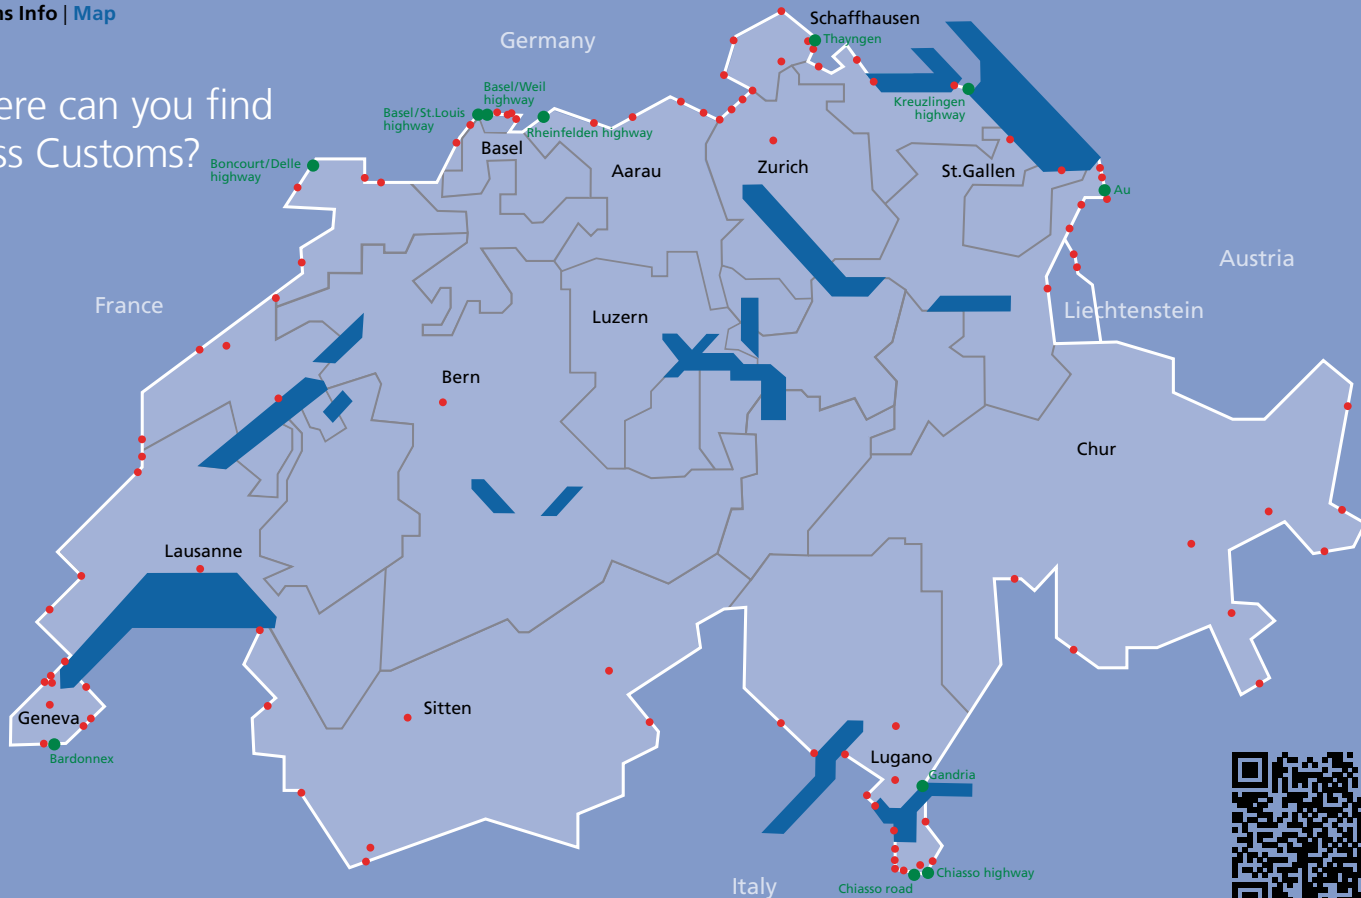 ns Info | Map
ere can you find
ss Customs?
Germany
Schaffhausen
Thayngen
Basel/Weil
highway
Basel/St.Louis
highway
Rheinfelden highway
Kreuzlingen
highway
Boncourt/Delle
highway
Basel
Aarau
Zurich
St.Gallen
Au
Austria
France
Liechtenstein
Luzern
Bern
Chur
Lausanne
Sitten
Geneva
Bardonnex
Lugano
Gandria
Chiasso highway
Chiasso road
Italy